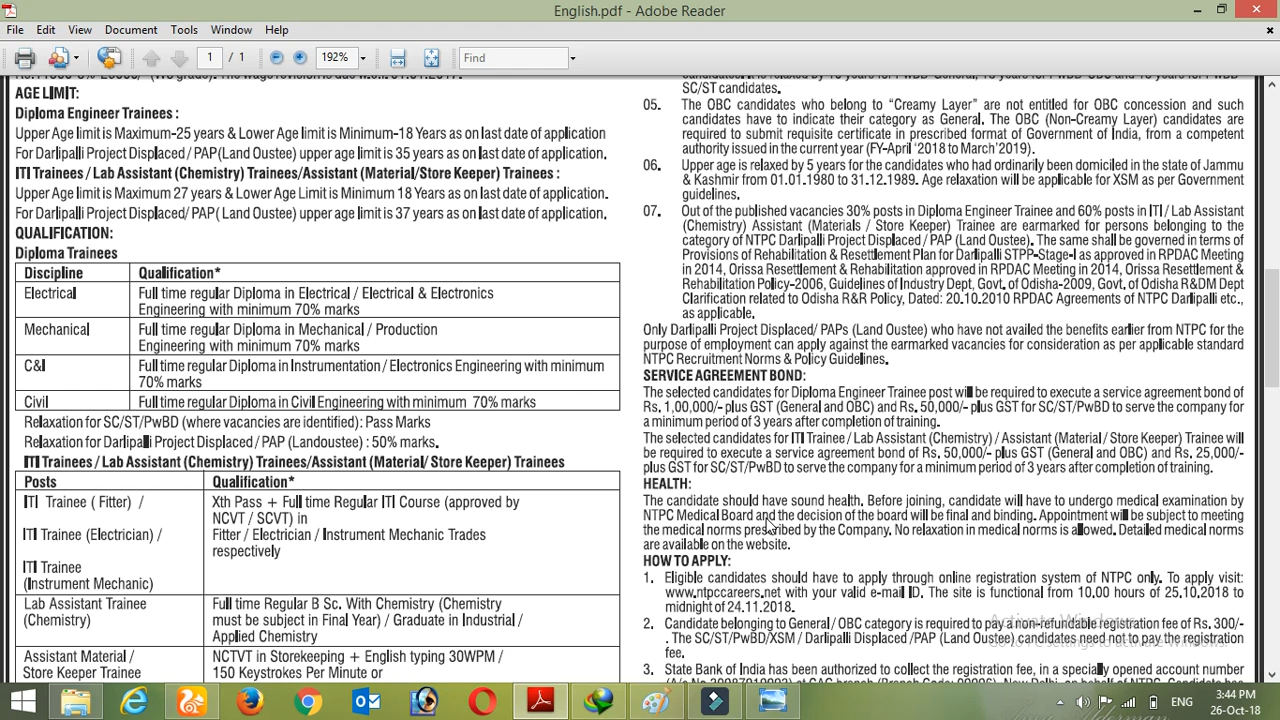 English.pdf - Adobe Reader
File Edit View Document Tools Window Help
1 / 1 192% Find
AGE LIMIT:
Diploma Engineer Trainees :
Upper Age limit is Maximum-25 years & Lower Age limit is Minimum-18 Years as on last date of application
For Darlipalli Project Displaced / PAP(Land Oustee) upper age limit is 35 years as on last date of application.
ITI Trainees / Lab Assistant (Chemistry) Trainees/Assistant (Material/Store Keeper) Trainees :
Upper Age limit is Maximum 27 years & Lower Age Limit is Minimum 18 Years as on last date of application.
For Darlipalli Project Displaced/ PAP( Land Oustee) upper age limit is 37 years as on last date of application.
QUALIFICATION:
Diploma Trainees
Discipline Qualification*
Electrical Full time regular Diploma in Electrical / Electrical & Electronics
Engineering with minimum 70% marks
Mechanical Full time regular Diploma in Mechanical / Production
Engineering with minimum 70% marks
C&I Full time regular Diploma in Instrumentation / Electronics Engineering with minimum
70% marks
Civil Full time regular Diploma in Civil Engineering with minimum 70% marks
Relaxation for SC/ST/PwBD (where vacancies are identified): Pass Marks
Relaxation for Darlipalli Project Displaced / PAP (Landoustee) : 50% marks.
ITI Trainees / Lab Assistant (Chemistry) Trainees/Assistant (Material/ Store Keeper) Trainees
Posts Qualification*
ITI Trainee ( Fitter) / Xth Pass + Full time Regular ITI Course (approved by
NCVT / SCVT) in
ITI Trainee (Electrician) / Fitter / Electrician / Instrument Mechanic Trades
respectively
ITI Trainee
(Instrument Mechanic)
Lab Assistant Trainee Full time Regular B Sc. With Chemistry (Chemistry
(Chemistry) must be subject in Final Year) / Graduate in Industrial /
Applied Chemistry
Assistant Material / NCTVT in Storekeeping + English typing 30WPM /
Store Keeper Trainee 150 Keystrokes Per Minute or
SC/ST candidates.
05. The OBC candidates who belong to “Creamy Layer” are not entitled for OBC concession and such
candidates have to indicate their category as General. The OBC (Non-Creamy Layer) candidates are
required to submit requisite certificate in prescribed format of Government of India, from a competent
authority issued in the current year (FY-April ‘2018 to March’2019).
06. Upper age is relaxed by 5 years for the candidates who had ordinarily been domiciled in the state of Jammu
& Kashmir from 01.01.1980 to 31.12.1989. Age relaxation will be applicable for XSM as per Government
guidelines.
07. Out of the published vacancies 30% posts in Diploma Engineer Trainee and 60% posts in ITI / Lab Assistant
(Chemistry) Assistant (Materials / Store Keeper) Trainee are earmarked for persons belonging to the
category of NTPC Darlipalli Project Displaced / PAP (Land Oustee). The same shall be governed in terms of
Provisions of Rehabilitation & Resettlement Plan for Darlipalli STPP-Stage-I as approved in RPDAC Meeting
in 2014, Orissa Resettlement & Rehabilitation approved in RPDAC Meeting in 2014, Orissa Resettlement &
Rehabilitation Policy-2006, Guidelines of Industry Dept, Govt. of Odisha-2009, Govt. of Odisha R&DM Dept
Clarification related to Odisha R&R Policy, Dated: 20.10.2010 RPDAC Agreements of NTPC Darlipalli etc.,
as applicable.
Only Darlipalli Project Displaced/ PAPs (Land Oustee) who have not availed the benefits earlier from NTPC for the
purpose of employment can apply against the earmarked vacancies for consideration as per applicable standard
NTPC Recruitment Norms & Policy Guidelines.
SERVICE AGREEMENT BOND:
The selected candidates for Diploma Engineer Trainee post will be required to execute a service agreement bond of
Rs. 1,00,000/- plus GST (General and OBC) and Rs. 50,000/- plus GST for SC/ST/PwBD to serve the company for
a minimum period of 3 years after completion of training.
The selected candidates for ITI Trainee / Lab Assistant (Chemistry) / Assistant (Material / Store Keeper) Trainee will
be required to execute a service agreement bond of Rs. 50,000/- plus GST (General and OBC) and Rs. 25,000/-
plus GST for SC/ST/PwBD to serve the company for a minimum period of 3 years after completion of training.
HEALTH:
The candidate should have sound health. Before joining, candidate will have to undergo medical examination by
NTPC Medical Board and the decision of the board will be final and binding. Appointment will be subject to meeting
the medical norms prescribed by the Company. No relaxation in medical norms is allowed. Detailed medical norms
are available on the website.
HOW TO APPLY:
1. Eligible candidates should have to apply through online registration system of NTPC only. To apply visit:
www.ntpccareers.net with your valid e-mail ID. The site is functional from 10.00 hours of 25.10.2018 to
midnight of 24.11.2018.
2. Candidate belonging to General / OBC category is required to pay a non-refundable registration fee of Rs. 300/-
. The SC/ST/PwBD/XSM / Darlipalli Displaced /PAP (Land Oustee) candidates need not to pay the registration
fee.
3. State Bank of India has been authorized to collect the registration fee, in a specially opened account number
Activate Windows
Go to PC settings to activate Windows.
ENG 3:44 PM
26-Oct-18